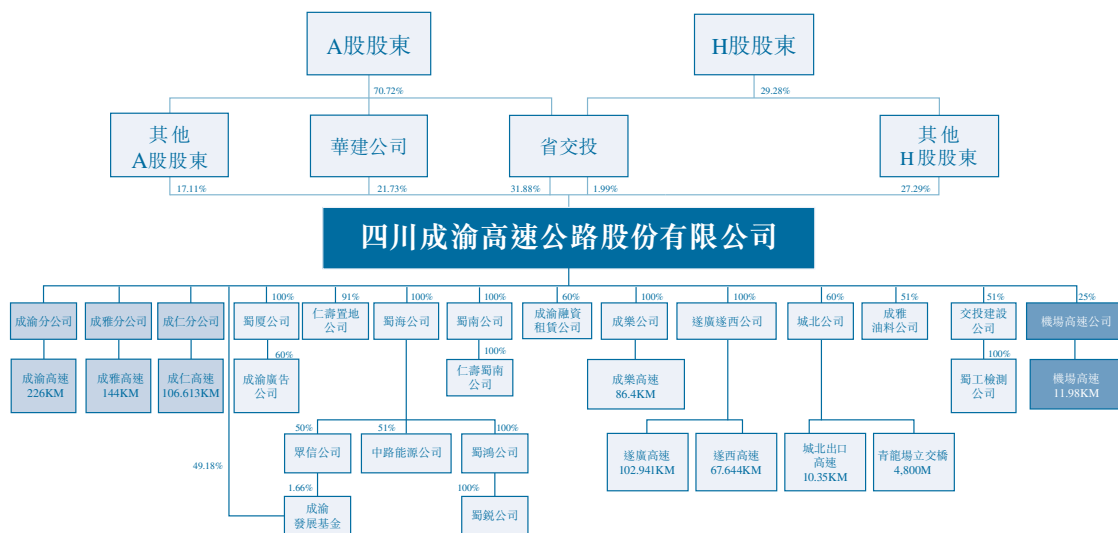 A股股東
H股股東
70.72%
29.28%
其他
A股股東
華建公司
省交投
其他
H股股東
17.11%
21.73%
31.88%
1.99%
27.29%
四川成渝高速公路股份有限公司
100%
91%
100%
100%
60%
100%
100%
60%
51%
51%
25%
成渝分公司
成雅分公司
成仁分公司
蜀厦公司
仁壽置地
公司
蜀海公司
蜀南公司
成渝融資
租賃公司
成樂公司
遂廣遂西公司
城北公司
成雅
油料公司
交投建設
公司
機場高速公司
60%
100%
100%
成渝高速
226KM
成雅高速
144KM
成仁高速
106.613KM
成渝廣告
公司
仁壽蜀南
公司
成樂高速
86.4KM
蜀工檢測
公司
機場高速
11.98KM
50%
51%
100%
眾信公司
中路能源公司
蜀鴻公司
遂廣高速
102.941KM
遂西高速
67.644KM
城北出口
高速
10.35KM
青龍場立交橋
4,800M
49.18%
1.66%
100%
成渝
發展基金
蜀銳公司